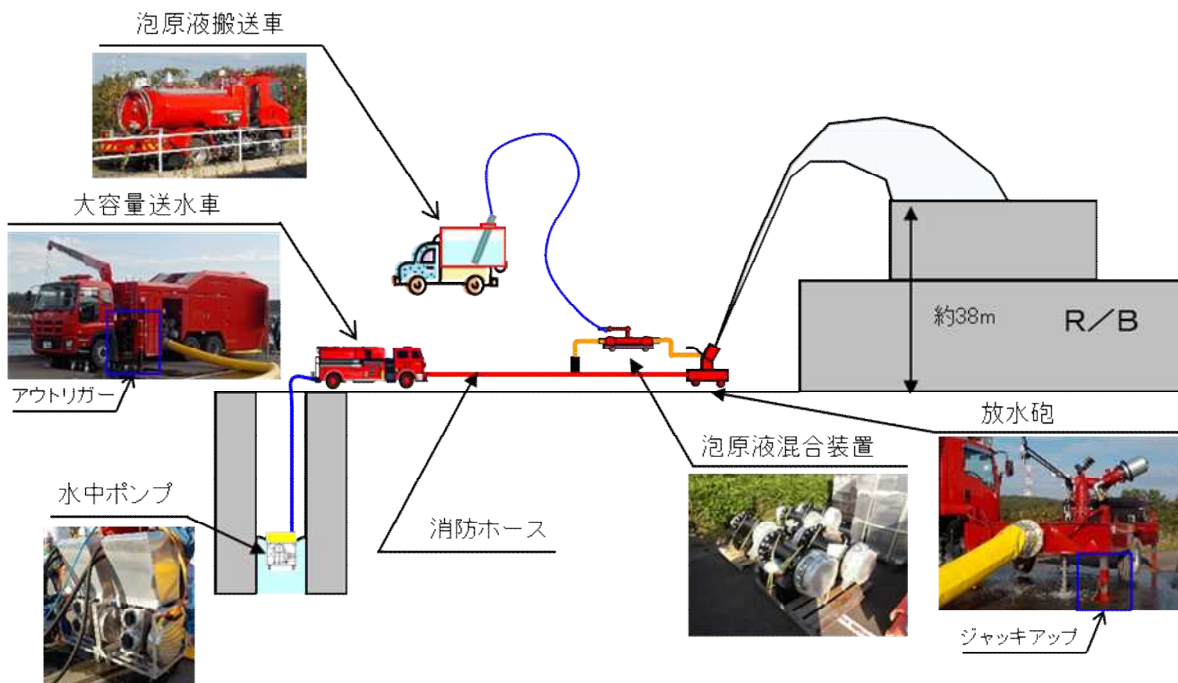 泡原液搬送車
大容量送水車
アウトリガー
水中ポンプ
消防ホース
泡原液混合装置
約38m
R/B
放水砲
ジャッキアップ